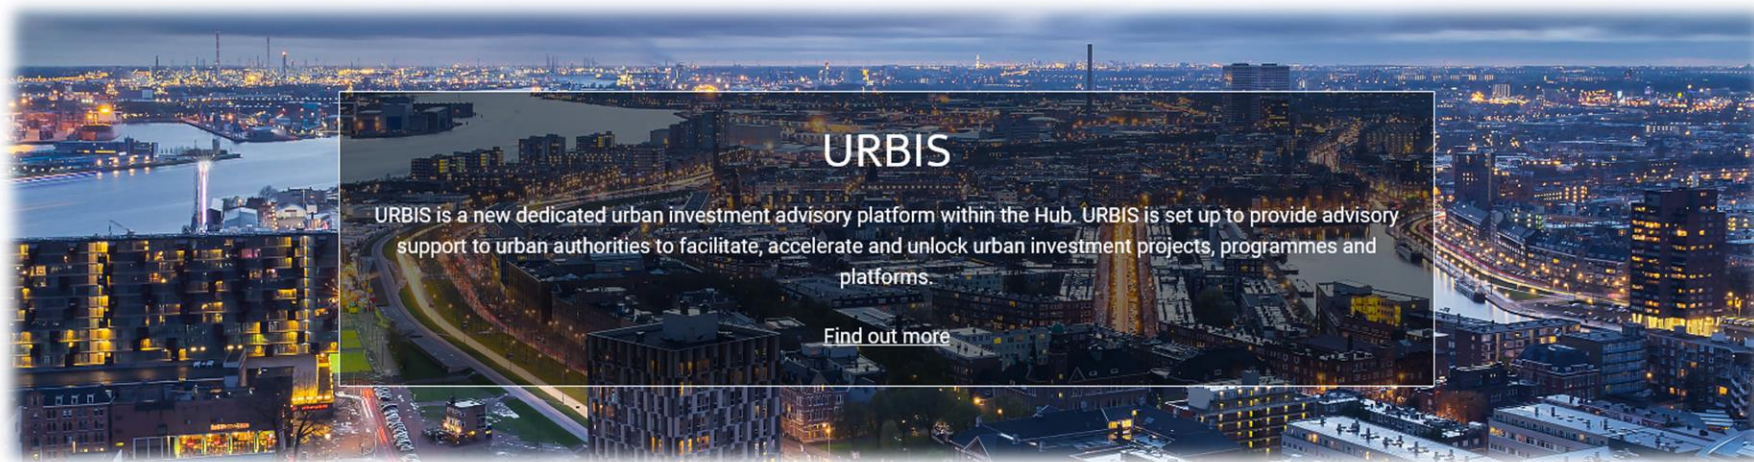 URBIS
URBIS is a new dedicated urban investment advisory platform within the Hub. URBIS is set up to provide advisory
support to urban authorities to facilitate, accelerate and unlock urban investment projects, programmes and
platforms.
Find out more